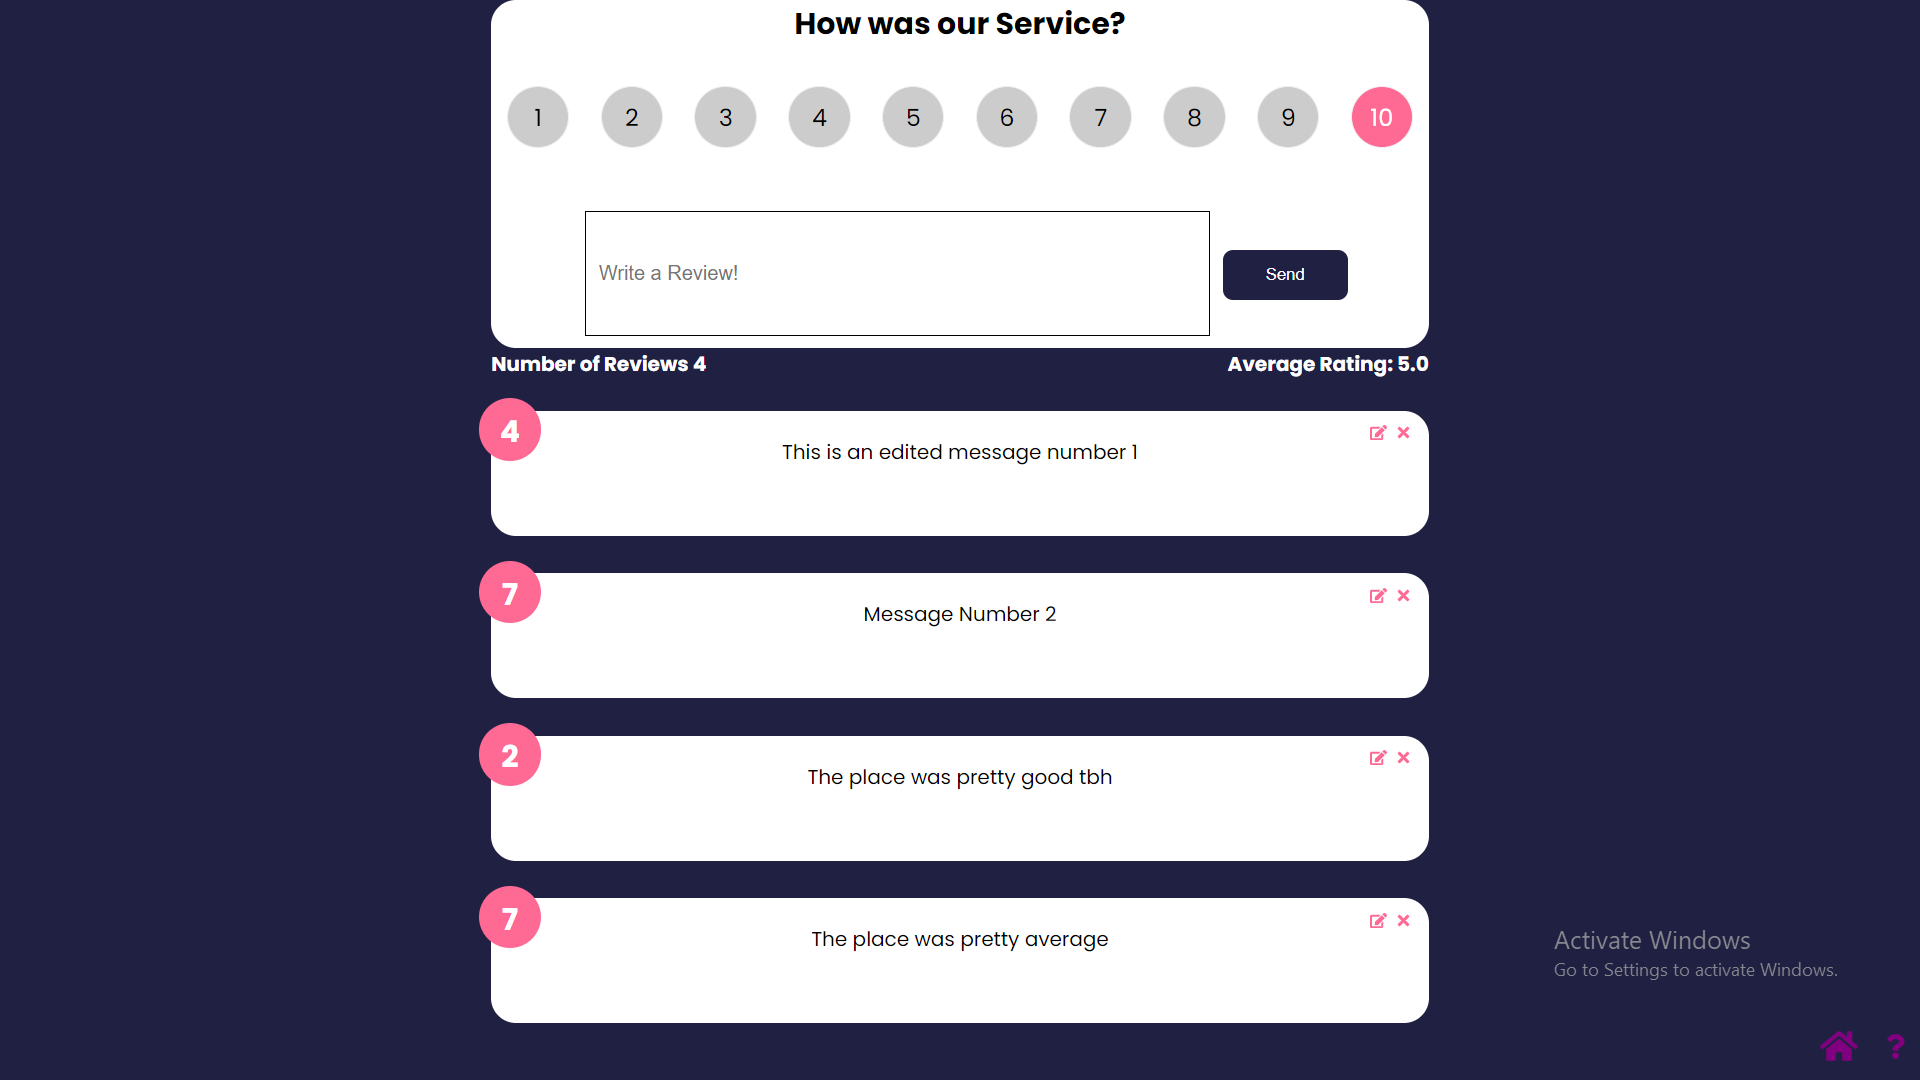 How was our Service?
1 2 3 4 5 6 7 8 9 10
Write a Review!
Send
Number of Reviews 4
Average Rating: 5.0
4
This is an edited message number 1
7
Message Number 2
2
The place was pretty good tbh
7
The place was pretty average
Activate Windows
Go to Settings to activate Windows.
?